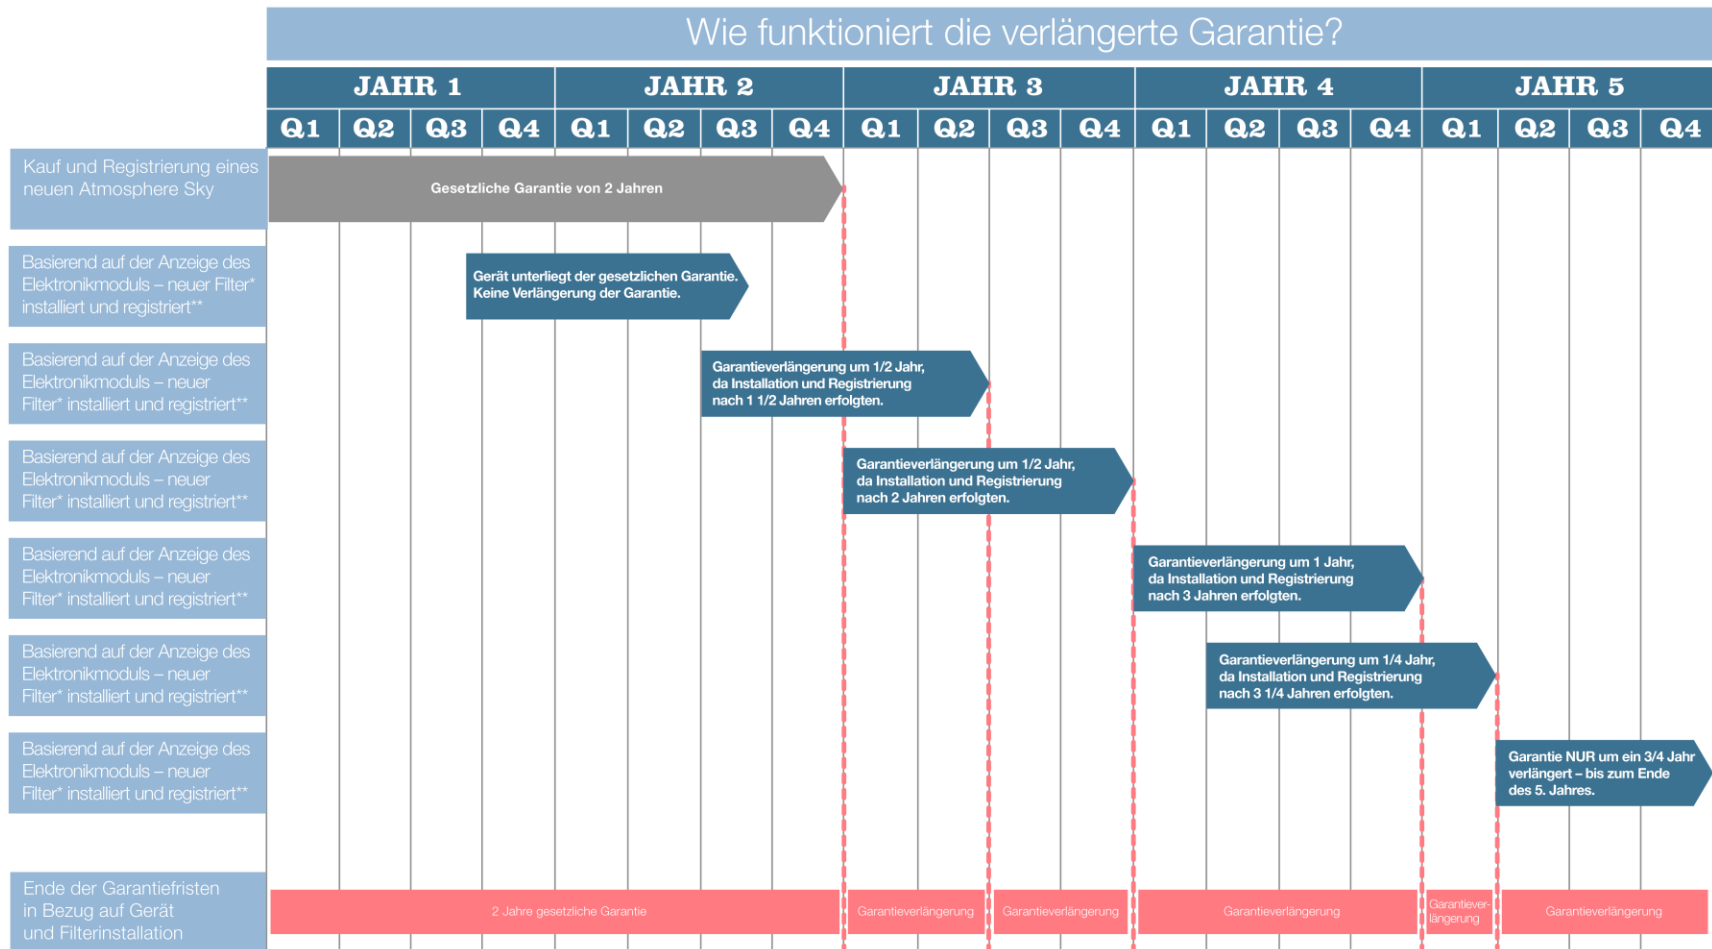 Wie funktioniert die verlängerte Garantie?
JAHR 1 JAHR 2 JAHR 3 JAHR 4 JAHR 5
Q1 Q2 Q3 Q4 Q1 Q2 Q3 Q4 Q1 Q2 Q3 Q4 Q1 Q2 Q3 Q4 Q1 Q2 Q3 Q4
Kauf und Registrierung eines
neuen Atmosphere Sky
Gesetzliche Garantie von 2 Jahren
Basierend auf der Anzeige des
Elektronikmoduls – neuer Filter*
installiert und registriert**
Gerät unterliegt der gesetzlichen Garantie.
Keine Verlängerung der Garantie.
Basierend auf der Anzeige des
Elektronikmoduls – neuer
Filter* installiert und registriert**
Garantieverlängerung um 1/2 Jahr,
da Installation und Registrierung
nach 1 1/2 Jahren erfolgten.
Basierend auf der Anzeige des
Elektronikmoduls – neuer
Filter* installiert und registriert**
Garantieverlängerung um 1/2 Jahr,
da Installation und Registrierung
nach 2 Jahren erfolgten.
Basierend auf der Anzeige des
Elektronikmoduls – neuer
Filter* installiert und registriert**
Garantieverlängerung um 1 Jahr,
da Installation und Registrierung
nach 3 Jahren erfolgten.
Basierend auf der Anzeige des
Elektronikmoduls – neuer
Filter* installiert und registriert**
Garantieverlängerung um 1/4 Jahr,
da Installation und Registrierung
nach 3 1/4 Jahren erfolgten.
Basierend auf der Anzeige des
Elektronikmoduls – neuer
Filter* installiert und registriert**
Garantie NUR um ein 3/4 Jahr
verlängert – bis zum Ende
des 5. Jahres.
Ende der Garantiefristen
in Bezug auf Gerät
und Filterinstallation
2 Jahre gesetzliche Garantie
Garantieverlängerung
Garantieverlängerung
Garantieverlängerung
Garantiever-
längerung
Garantieverlängerung